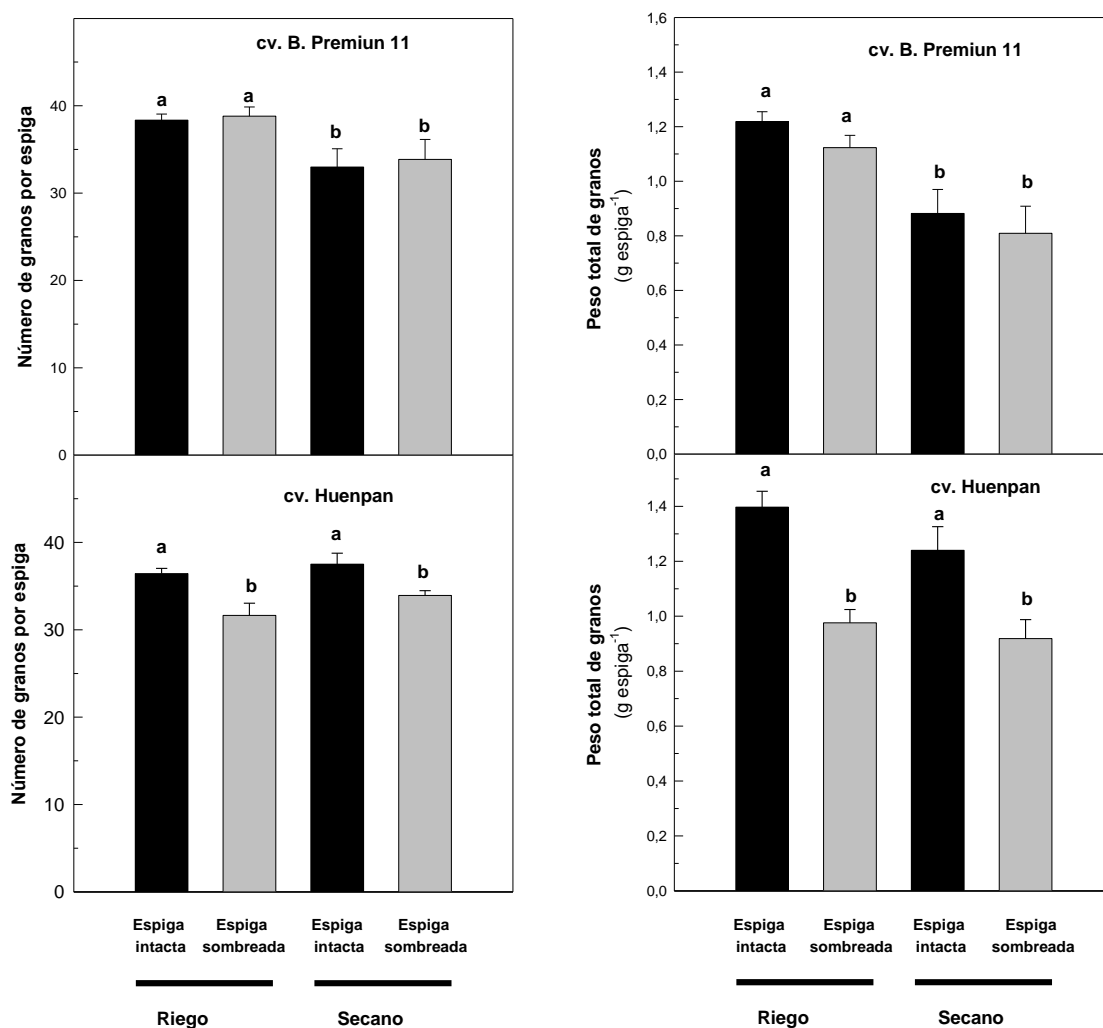 cv. B. Premiun 11
Número de granos por espiga
40
30
20
10
0
a
a
b
b
cv. Huenpan
Número de granos por espiga
40
30
20
10
0
a
b
a
b
Espiga intacta
Espiga sombreada
Espiga intacta
Espiga sombreada
Riego
Secano
cv. B. Premiun 11
Peso total de granos
(g espiga-1)
1,6
1,4
1,2
1,0
0,8
0,6
0,4
0,2
0,0
a
a
b
b
cv. Huenpan
Peso total de granos
(g espiga-1)
1,4
1,2
1,0
0,8
0,6
0,4
0,2
0,0
a
b
a
b
Espiga intacta
Espiga sombreada
Espiga intacta
Espiga sombreada
Riego
Secano